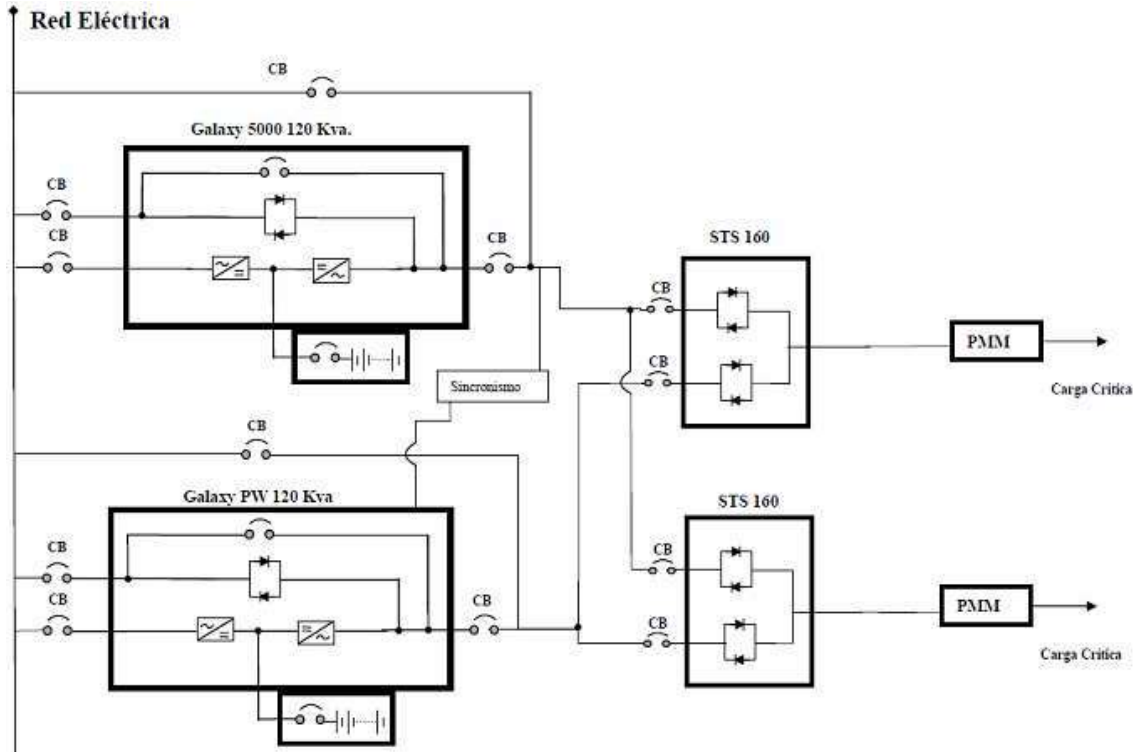 Red Eléctrica
CB
Galaxy 5000 120 Kva.
CB
CB
CB
STS 160
CB
PMM
CB
Carga Critica
Sincronismo
CB
Galaxy PW 120 Kva
STS 160
CB
CB
CB
CB
PMM
CB
Carga Critica